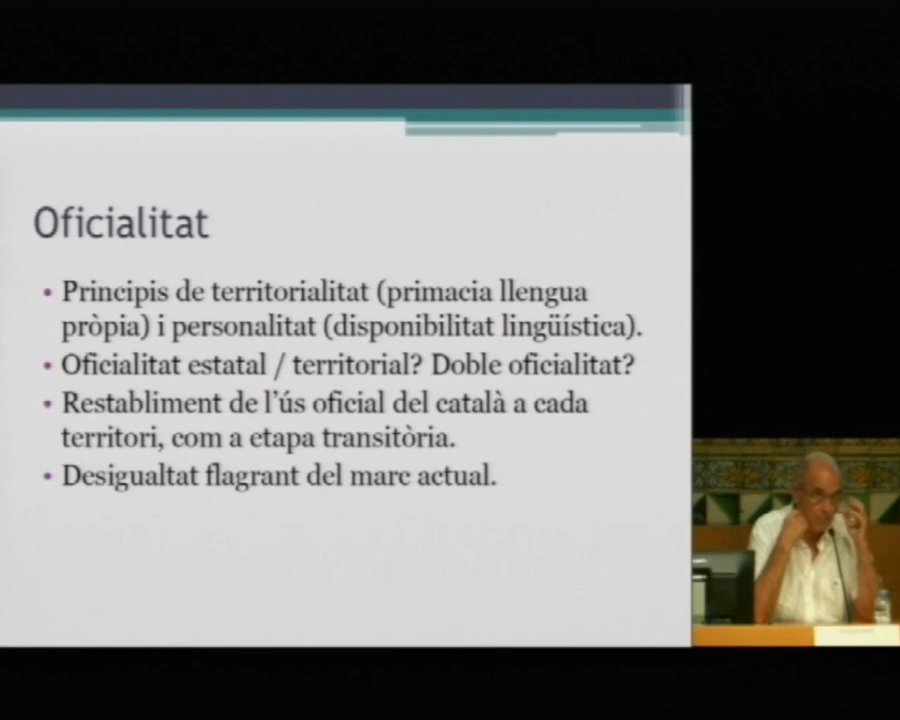 Oficialitat
• Principis de territorialitat (primacia llengua
pròpia) i personalitat (disponibilitat lingüística).
• Oficialitat estatal / territorial? Doble oficialitat?
• Restabliment de l'ús oficial del català a cada
territori, com a etapa transitòria.
• Desigualtat flagrant del marc actual.